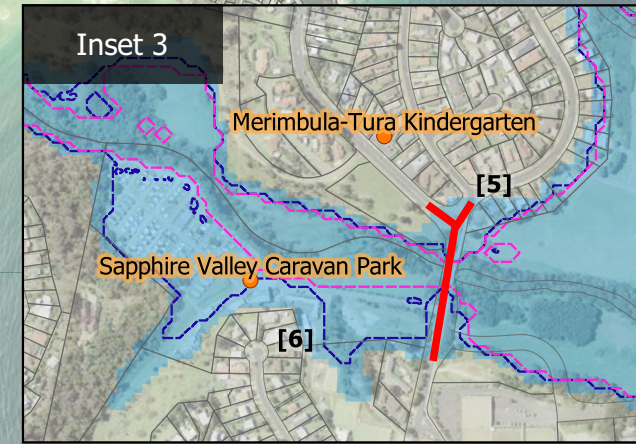 Inset 3
Merimbula-Tura Kindergarten
[5]
Sapphire Valley Caravan Park
[6]